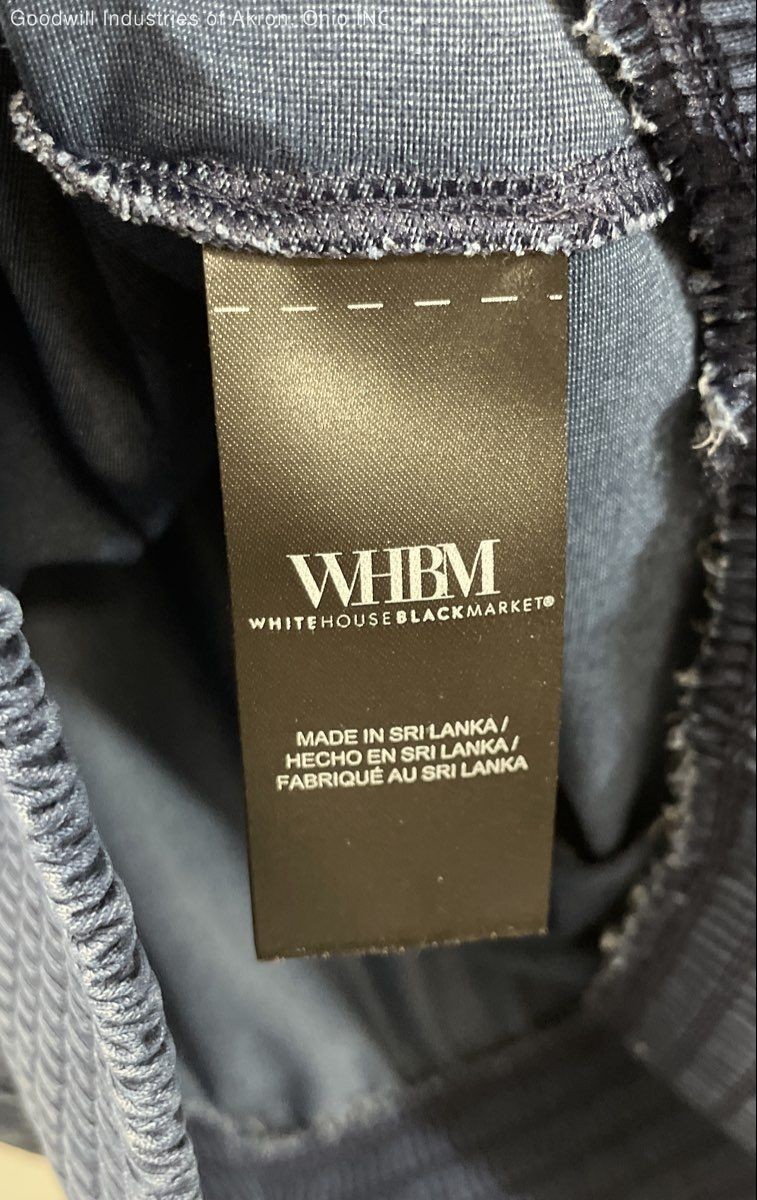 Goodwill Industries of Akron, Ohio INC
WHBM
WHITEHOUSEBLACKMARKET®
MADE IN SRI LANKA /
HECHO EN SRI LANKA /
FABRIQUÉ AU SRI LANKA